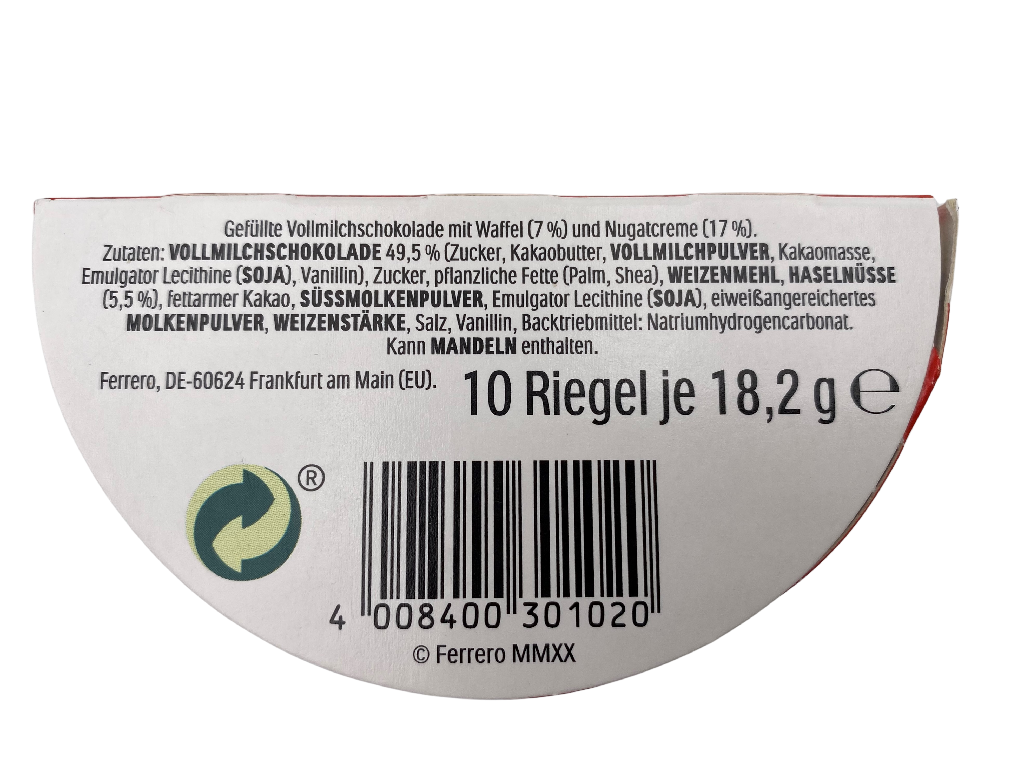 Gefüllte Vollmilchschokolade mit Waffel (7 %) und Nugatcreme (17 %).
Zutaten: VOLLMILCHSCHOKOLADE 49,5 % (Zucker, Kakaobutter, VOLLMILCHPULVER, Kakaomasse,
Emulgator Lecithine (SOJA), Vanillin), Zucker, pflanzliche Fette (Palm, Shea), WEIZENMEHL, HASELNÜSSE
(5,5 %), fettarmer Kakao, SÜSSMOLKENPULVER, Emulgator Lecithine (SOJA), eiweißangereichertes
MOLKENPULVER, WEIZENSTÄRKE, Salz, Vanillin, Backtriebmittel: Natriumhydrogencarbonat.
Kann MANDELN enthalten.
Ferrero, DE-60624 Frankfurt am Main (EU). 10 Riegel je 18,2 g ℮
®
4 008400 301020
© Ferrero MMXX